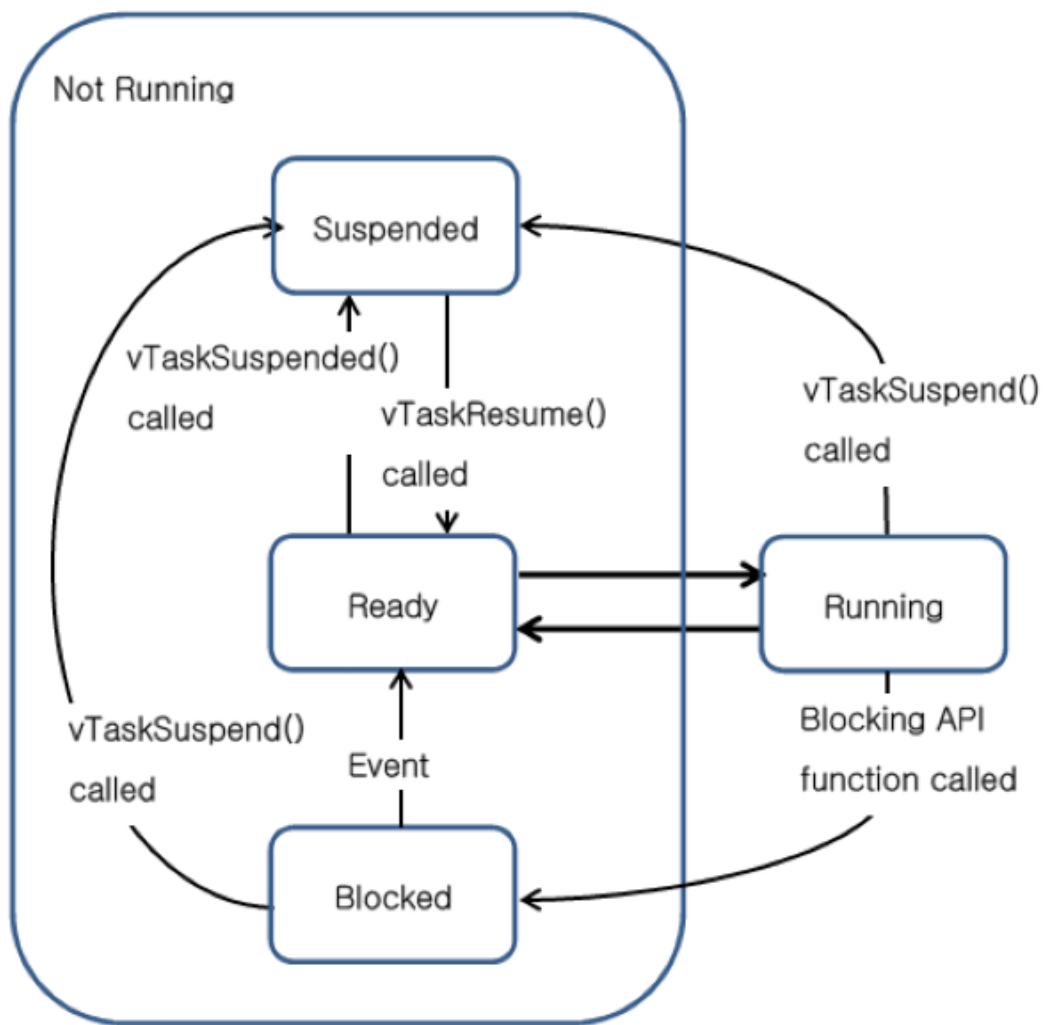 Not Running
Suspended
vTaskSuspended()
called
vTaskResume()
called
vTaskSuspend()
called
Ready
Running
vTaskSuspend()
called
Event
Blocking API
function called
Blocked